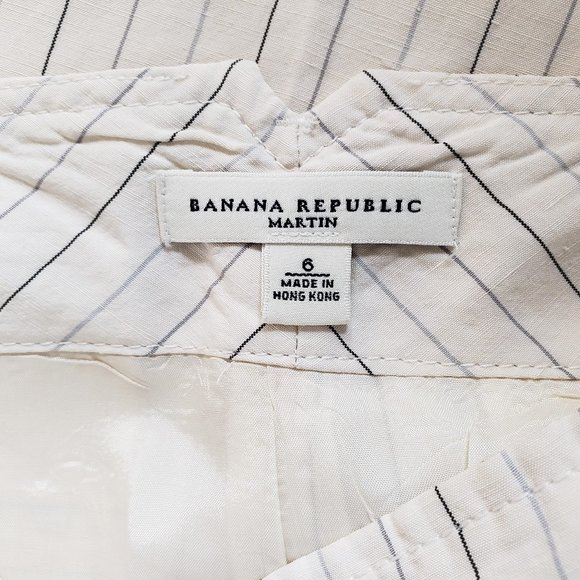 BANANA REPUBLIC
MARTIN
6
MADE IN
HONG KONG